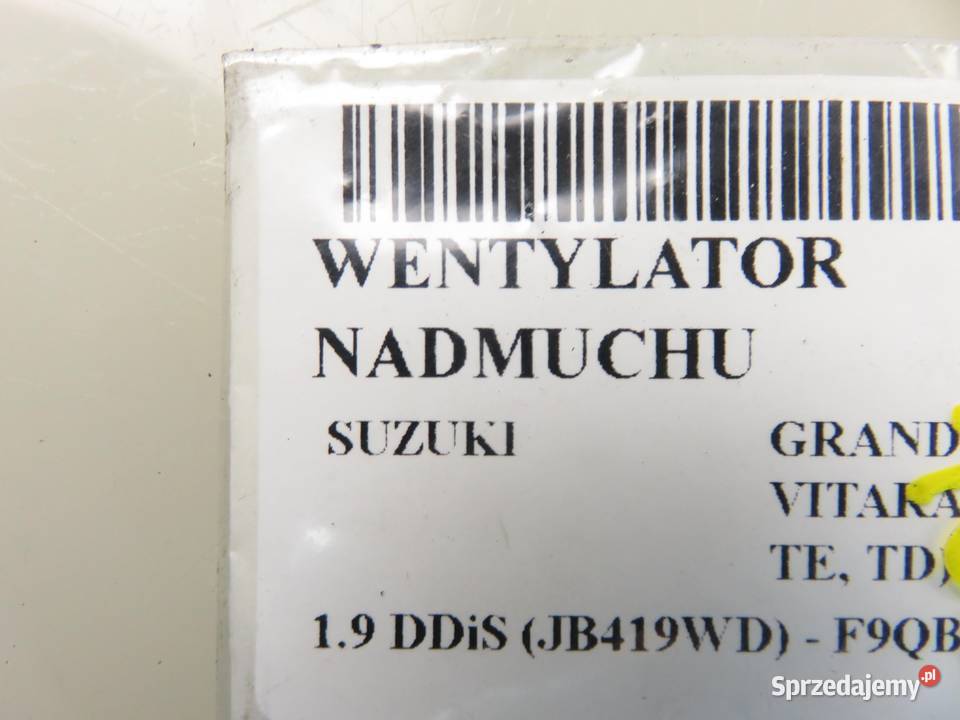 WENTYLATOR
NADMUCHU
SUZUKI GRAND
VITARA
TE, TD)
1.9 DDiS (JB419WD) - F9QB
Sprzedajemy.pl